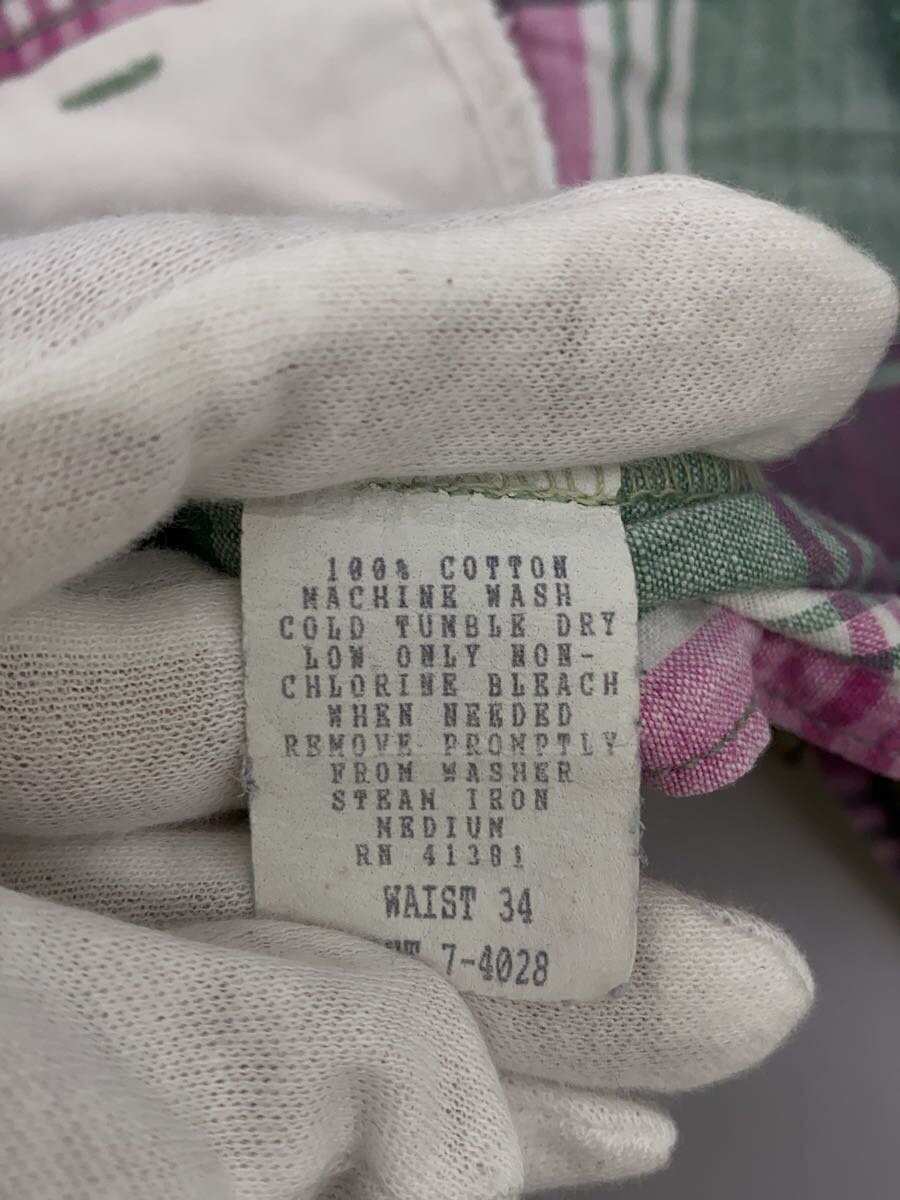 100% COTTON
MACHINE WASH
COLD TUMBLE DRY
LOW ONLY NON-
CHLORINE BLEACH
WHEN NEEDED
REMOVE PROMPTLY
FROM WASHER
STEAM IRON
MEDIUM
RN 41381
WAIST 34
7-4028